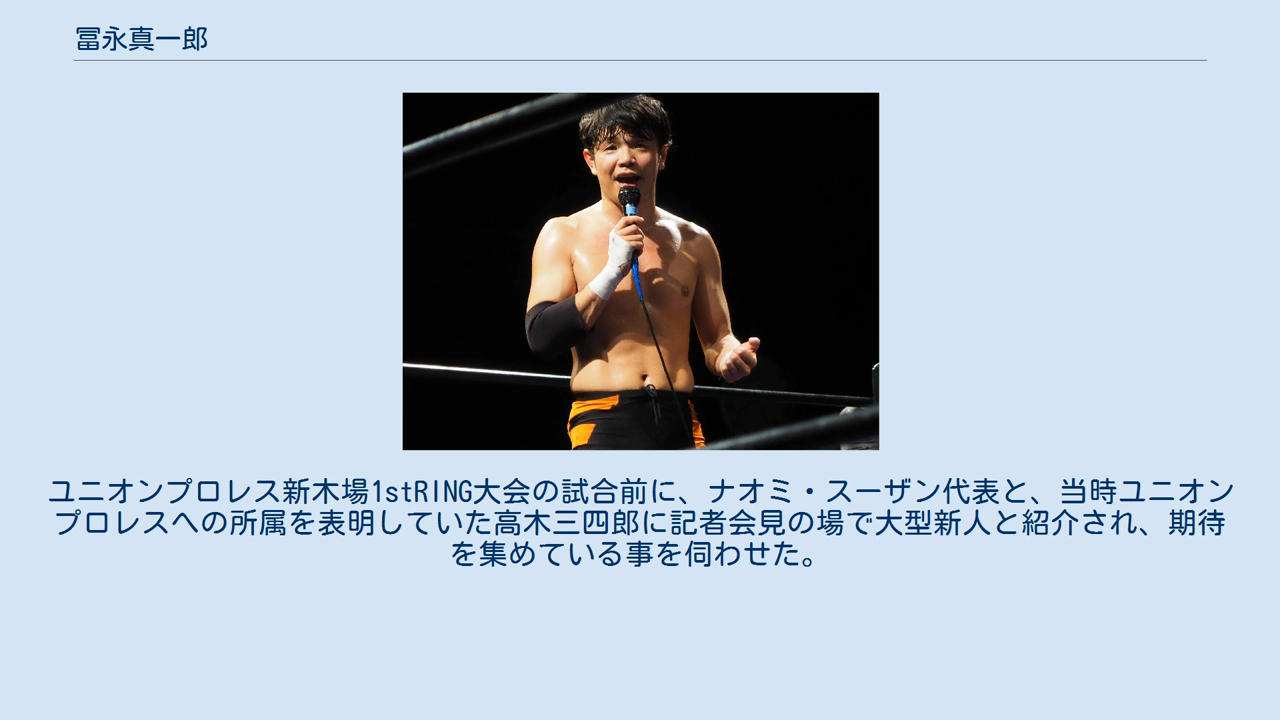 冨永真一郎
ユニオンプロレス新木場1stRING大会の試合前に、ナオミ・スーザン代表と、当時ユニオン
プロレスへの所属を表明していた高木三四郎に記者会見の場で大型新人と紹介され、期待
を集めている事を伺わせた。